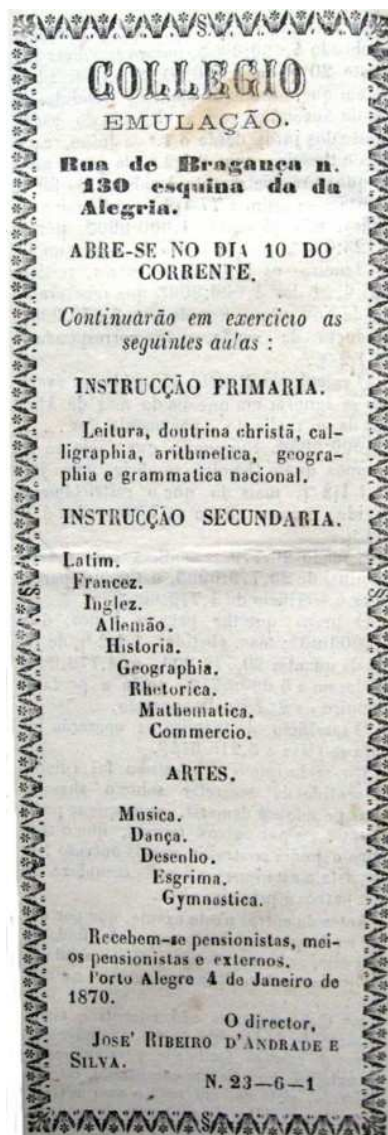 COLLEGIO
EMULAÇÃO.
Rua de Bragança n.
130 esquina da da
Alegria.
ABRE-SE NO DIA 10 DO
CORRENTE.
Continuarão em exercicio as
seguintes aulas :
INSTRUCÇÃO PRIMARIA.
Leitura, doutrina christã, cal-
ligraphia, arithmetica, geogra-
phia e grammatica nacional.
INSTRUCÇÃO SECUNDARIA.
Latim.
Francez.
Inglez.
Allemão.
Historia.
Geographia.
Rhetorica.
Mathematica.
Commercio.
ARTES.
Musica.
Dança.
Desenho.
Esgrima.
Gymnastica.
Recebem-se pensionistas, mei-
os pensionistas e externos.
Porto Alegre 4 de Janeiro de
1870.
O director,
JOSE' RIBEIRO D'ANDRADE E
SILVA.
N. 23—6—1